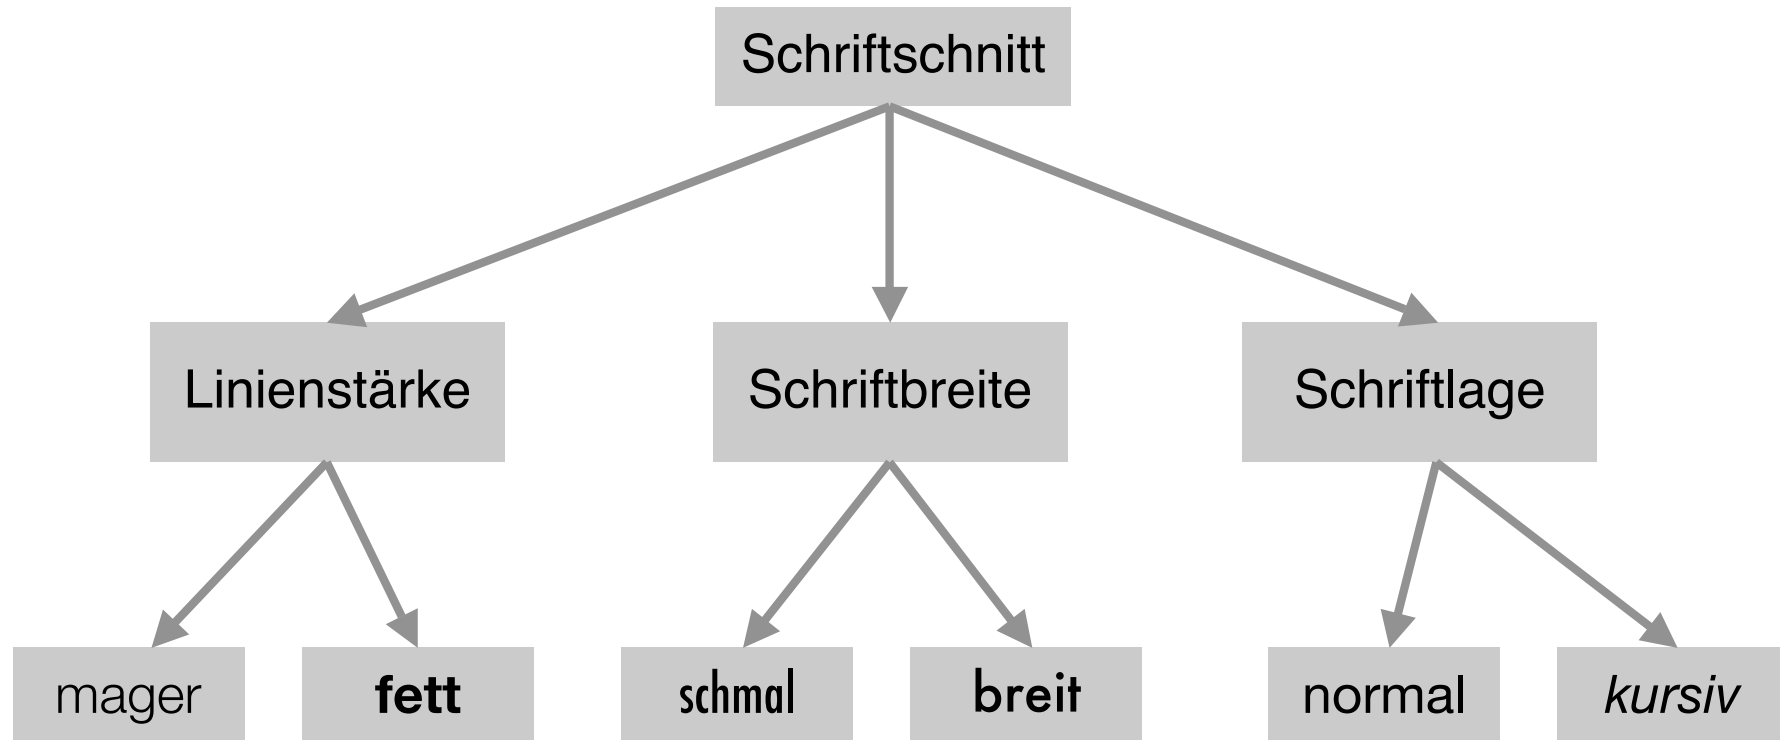 Schriftschnitt
Linienstärke
Schriftbreite
Schriftlage
mager
fett
schmal
breit
normal
kursiv